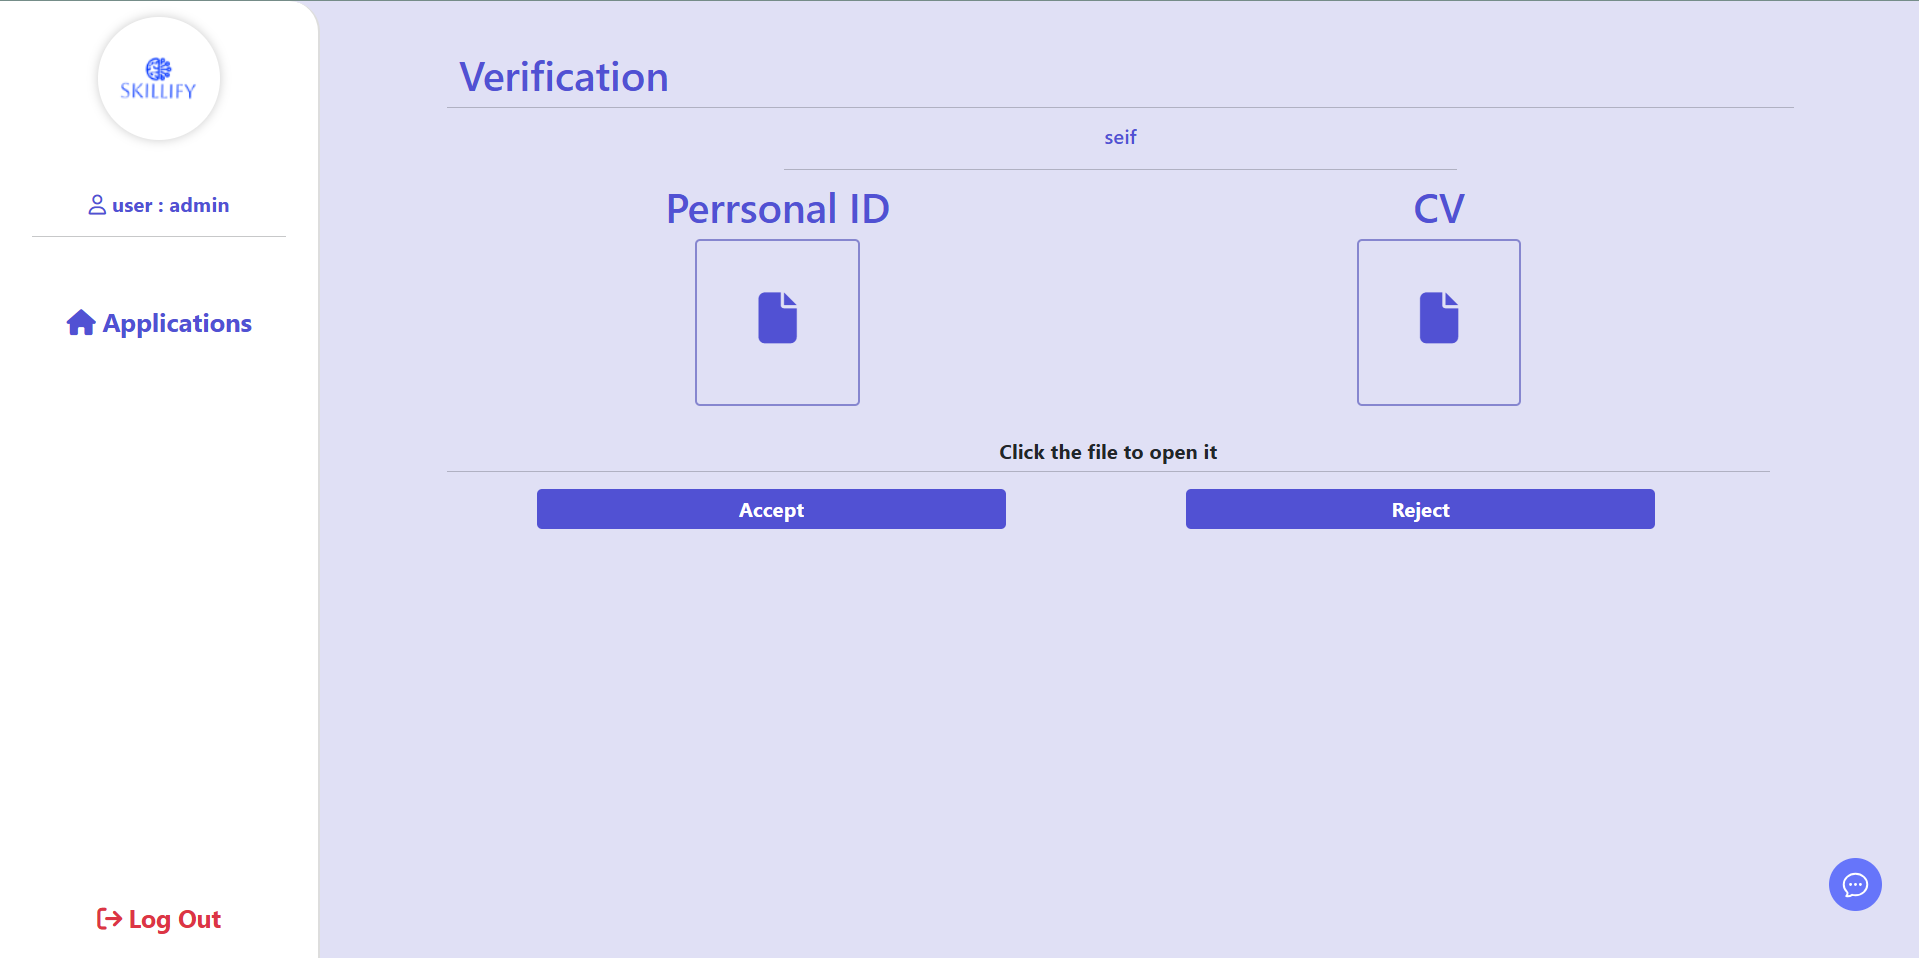 SKILLIFY
user : admin
Applications
Log Out
Verification
seif
Perrsonal ID
CV
Click the file to open it
Accept
Reject